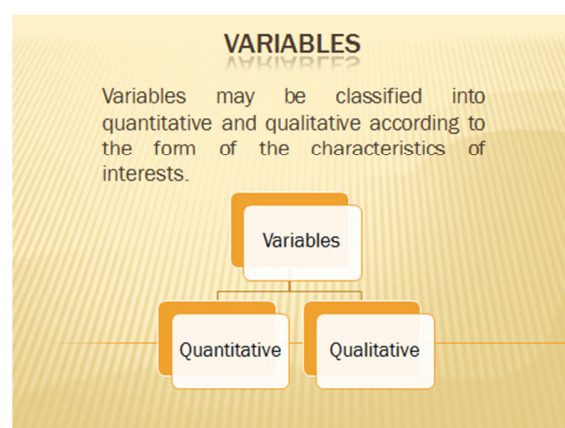 VARIABLES
Variables may be classified into
quantitative and qualitative according to
the form of the characteristics of
interests.
Variables
Quantitative
Qualitative